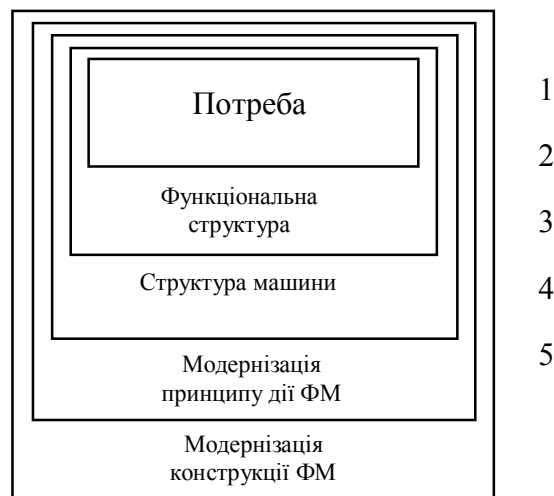 Потреба
Функціональна
структура
Структура машини
Модернізація
принципу дії ФМ
Модернізація
конструкції ФМ
1
2
3
4
5